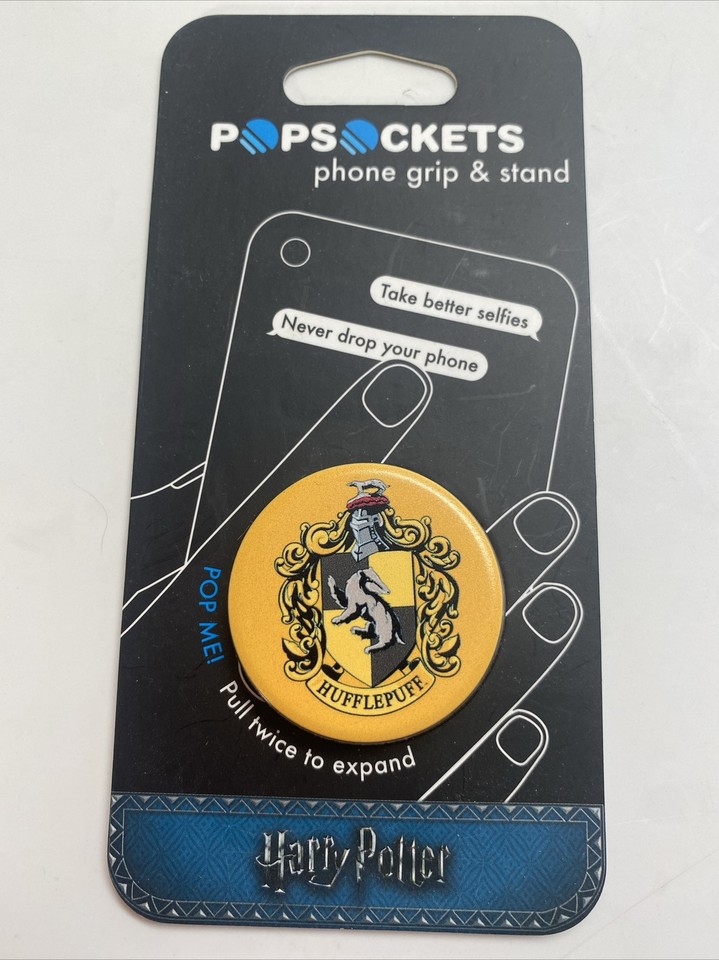 POPSOCKETS
phone grip & stand
Take better selfies
Never drop your phone
HUFFLEPUFF
POP ME!
Pull twice to expand
Harry Potter